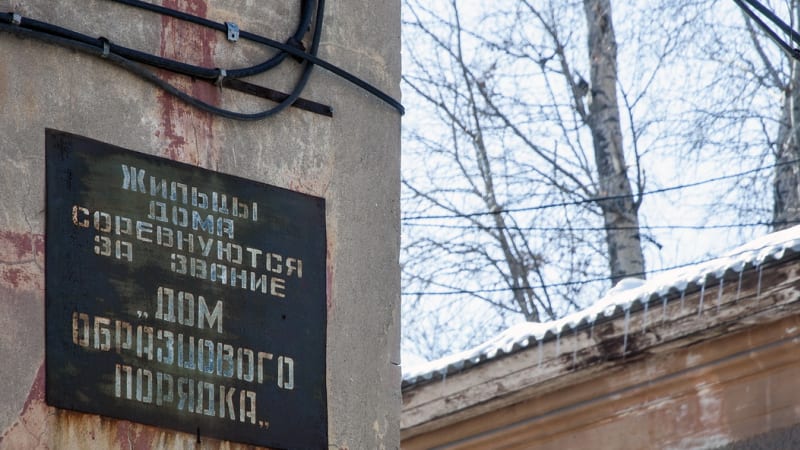 Жильцы
дома
соревнуются
за звание
„Дом
образцового
порядка„